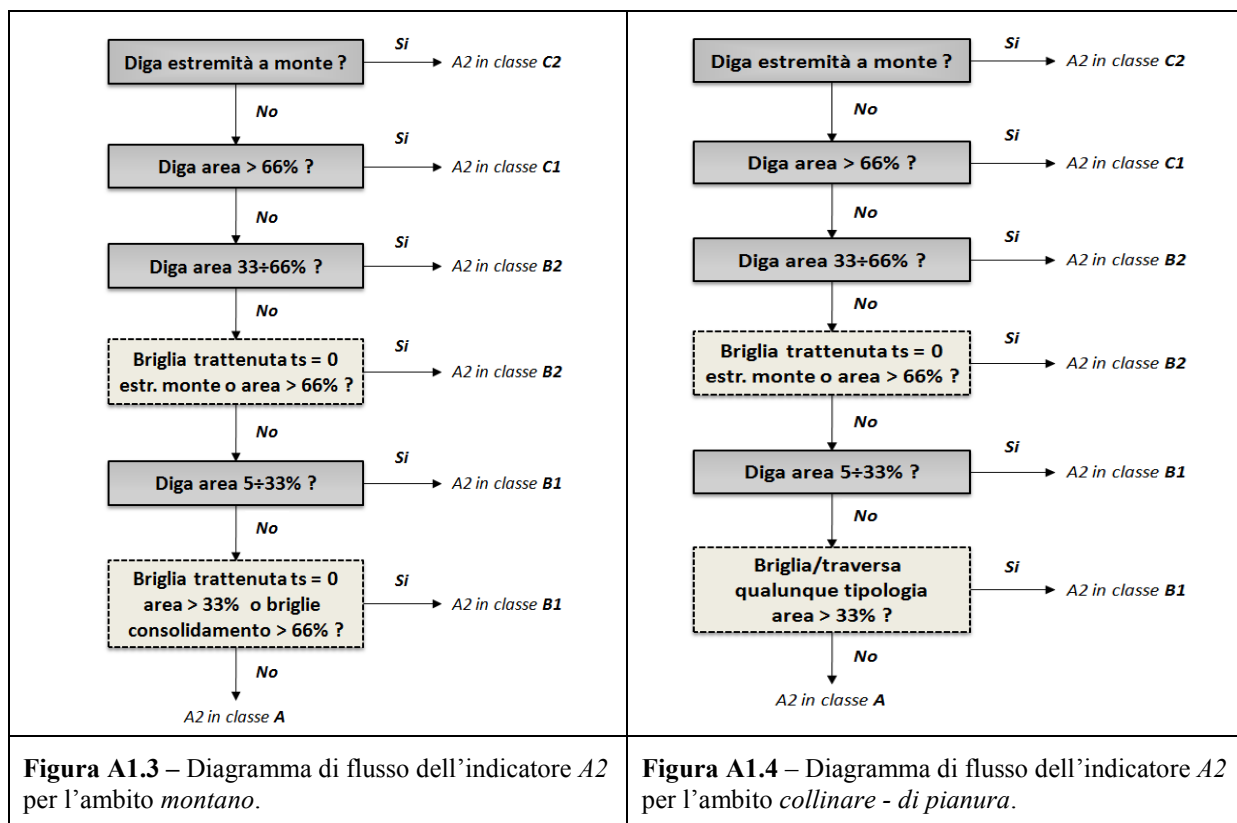 Diga estremità a monte ?
Si
A2 in classe C2
No
Diga area > 66% ?
Si
A2 in classe C1
No
Diga area 33÷66% ?
Si
A2 in classe B2
No
Briglia trattenuta ts = 0
estr. monte o area > 66% ?
Si
A2 in classe B2
No
Diga area 5÷33% ?
Si
A2 in classe B1
No
Briglia trattenuta ts = 0
area > 33% o briglie
consolidamento > 66% ?
Si
A2 in classe B1
No
A2 in classe A
Figura A1.3 – Diagramma di flusso dell’indicatore A2
per l’ambito montano.
Diga estremità a monte ?
Si
A2 in classe C2
No
Diga area > 66% ?
Si
A2 in classe C1
No
Diga area 33÷66% ?
Si
A2 in classe B2
No
Briglia trattenuta ts = 0
estr. monte o area > 66% ?
Si
A2 in classe B2
No
Diga area 5÷33% ?
Si
A2 in classe B1
No
Briglia/traversa
qualunque tipologia
area > 33% ?
Si
A2 in classe B1
No
A2 in classe A
Figura A1.4 – Diagramma di flusso dell’indicatore A2
per l’ambito collinare - di pianura.